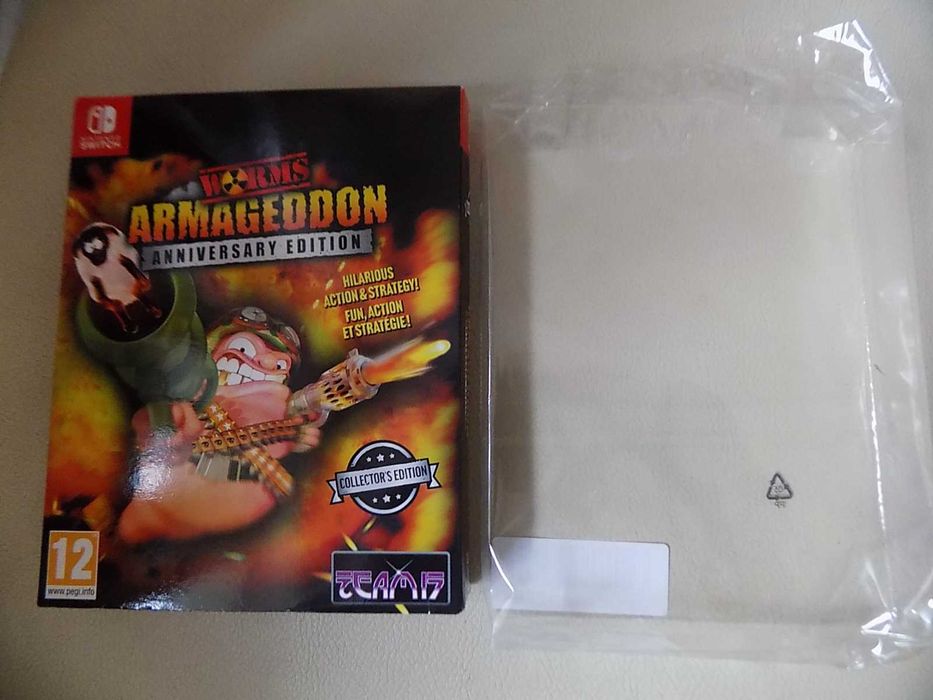 NINTENDO
SWITCH
WORMS
ARMAGEDDON
ANNIVERSARY EDITION
HILARIOUS
ACTION & STRATEGY!
FUN, ACTION
ET STRATÉGIE!
COLLECTOR'S EDITION
12
www.pegi.info
TEAM17